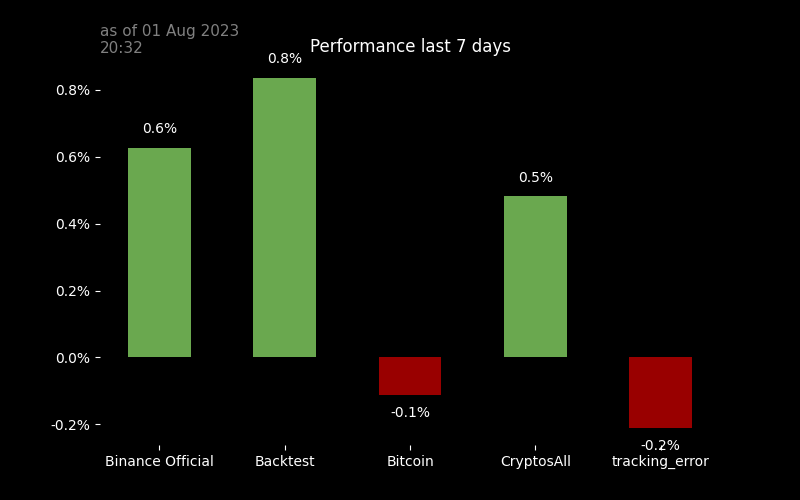 as of 01 Aug 2023
20:32
Performance last 7 days
0.8%
0.6%
0.4%
0.2%
0.0%
-0.2%
0.6%
0.8%
-0.1%
0.5%
-0.2%
Binance Official
Backtest
Bitcoin
CryptosAll
tracking_error